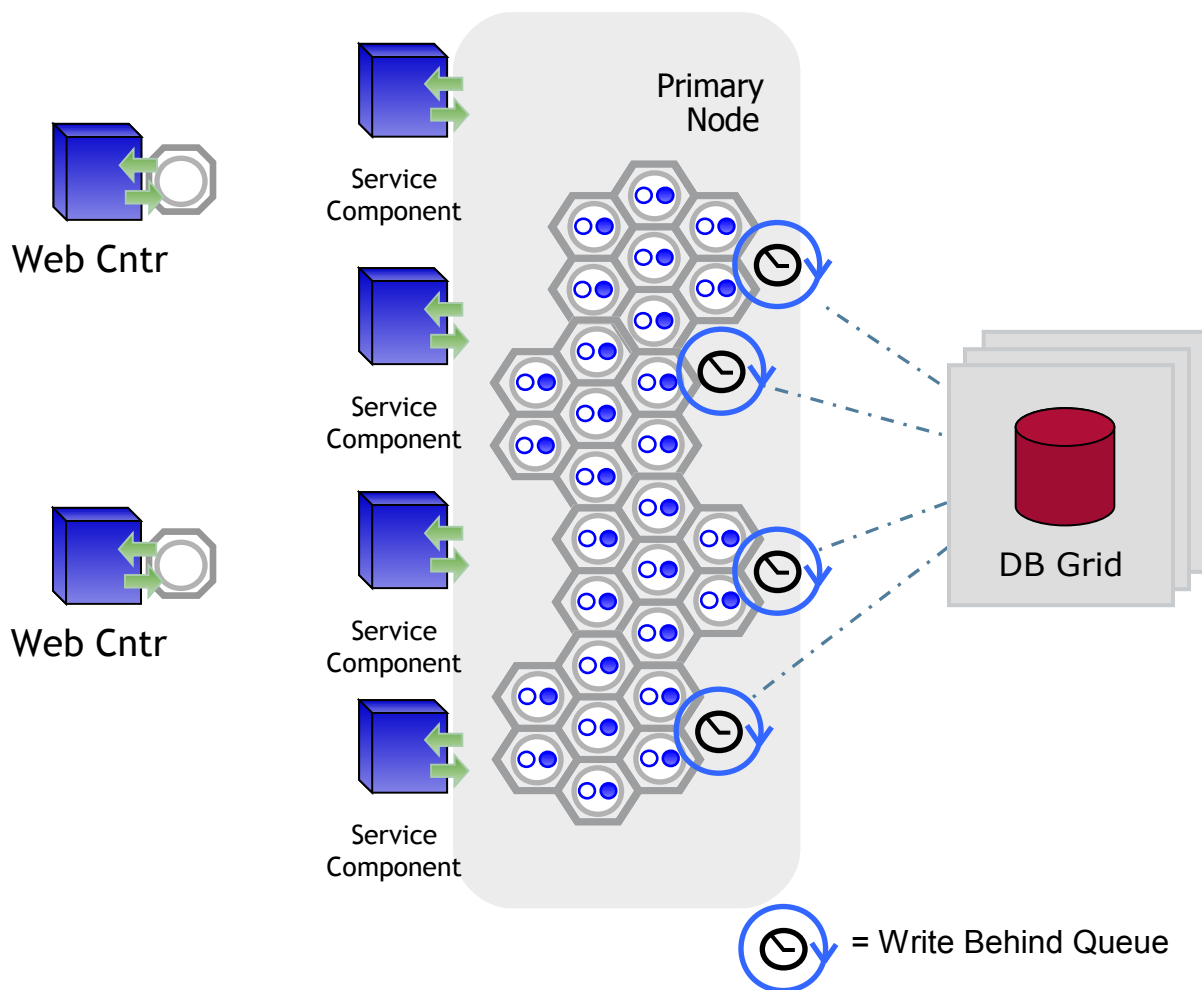 Primary
Node
Service
Component
Web Cntr
Service
Component
DB Grid
Web Cntr
Service
Component
Service
Component
= Write Behind Queue